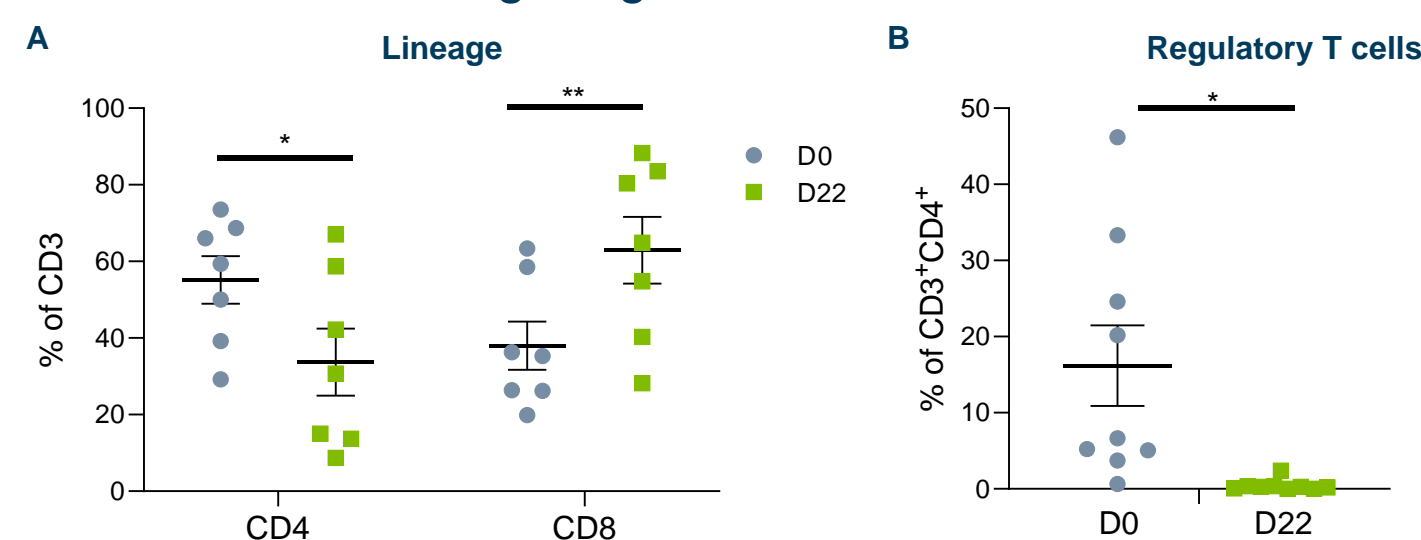 A
Lineage
B
Regulatory T cells
% of CD3
100
80
60
40
20
0
*
**
CD4
CD8
D0
D22
% of CD3⁺CD4⁺
50
40
30
20
10
0
*
D0
D22